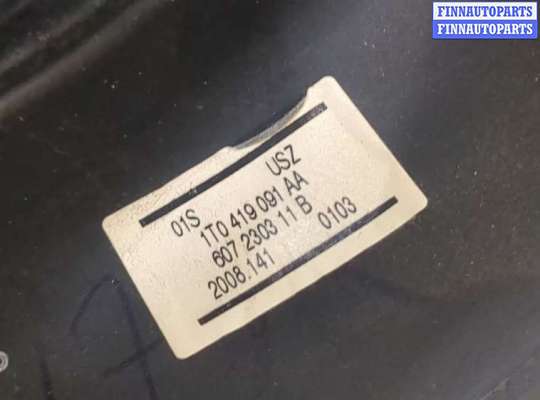 FINNAUTOPARTS
FINNAUTOPARTS
01S USZ
1T0 419 091 AA
607 2303 11 B
2008.141 0103